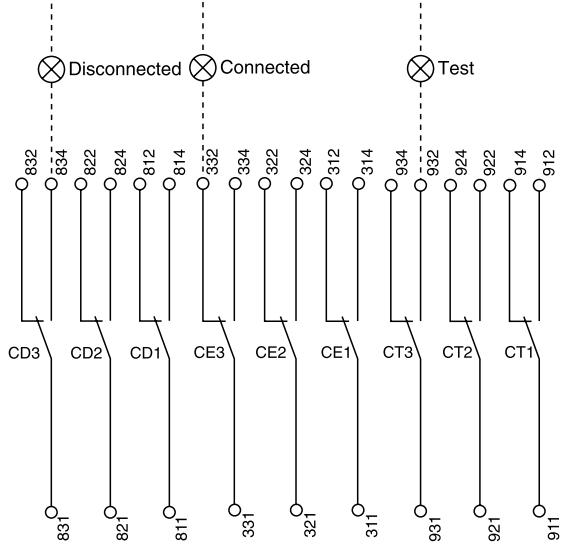 Disconnected
Connected
Test
832
834
822
824
812
814
332
334
322
324
312
314
934
932
924
922
914
912
CD3
CD2
CD1
CE3
CE2
CE1
CT3
CT2
CT1
831
821
811
331
321
311
931
921
911